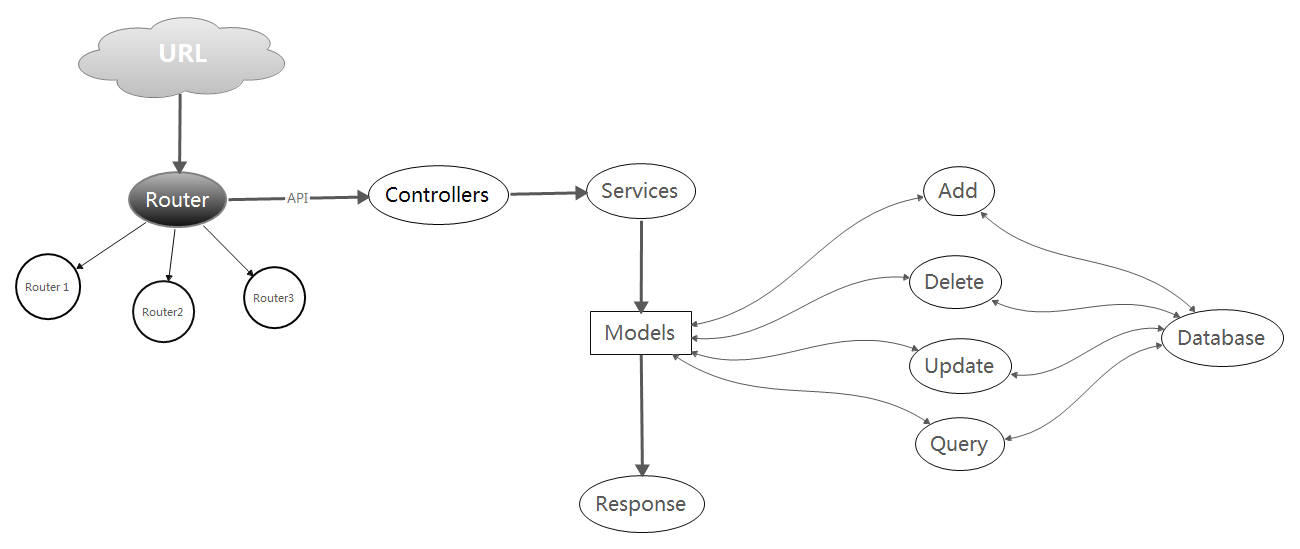 URL
Router
API
Controllers
Services
Add
Router 1
Router2
Router3
Delete
Models
Database
Update
Query
Response